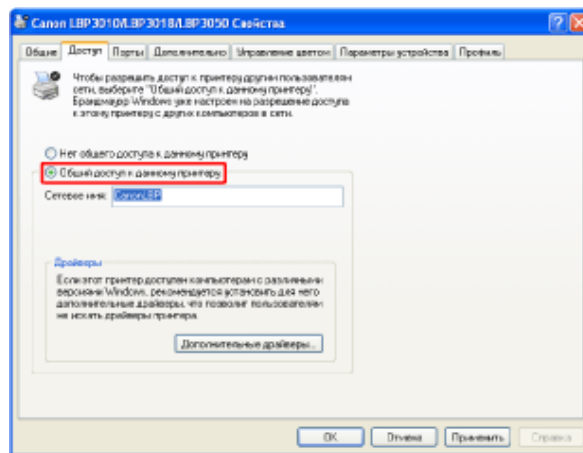 Canon LBP3010/LBP3018/LBP3050 Свойства
Общие Доступ Порты Дополнительно Управление цветом Параметры устройства Профиль
Чтобы разрешить доступ к принтеру другим пользователям
сети, выберите "Общий доступ к данному принтеру".
Брандмауэр Windows уже настроен на разрешение доступа
к этому принтеру с других компьютеров в сети.
Нет общего доступа к данному принтеру
Общий доступ к данному принтеру
Сетевое имя: CanonLBP
Драйверы
Если этот принтер доступен компьютерам с различными
версиями Windows, рекомендуется установить для него
дополнительные драйверы, что позволит пользователям
не искать драйверы принтера.
Дополнительные драйверы...
OK Отмена Применить Справка